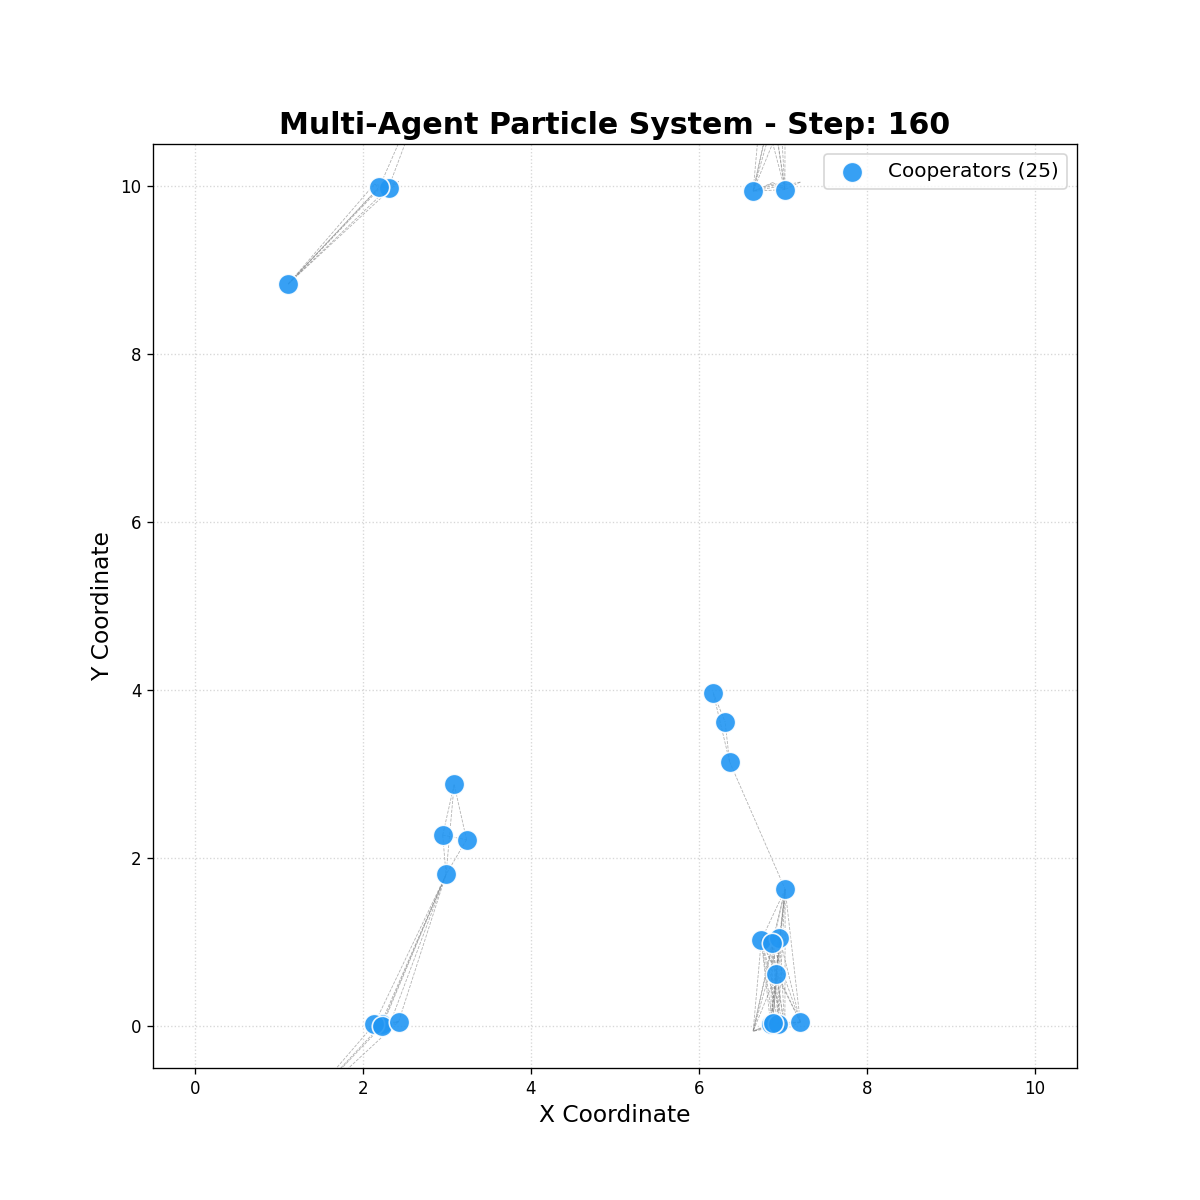 Multi-Agent Particle System - Step: 160
Cooperators (25)
10
8
6
4
2
0
Y Coordinate
0 2 4 6 8 10
X Coordinate